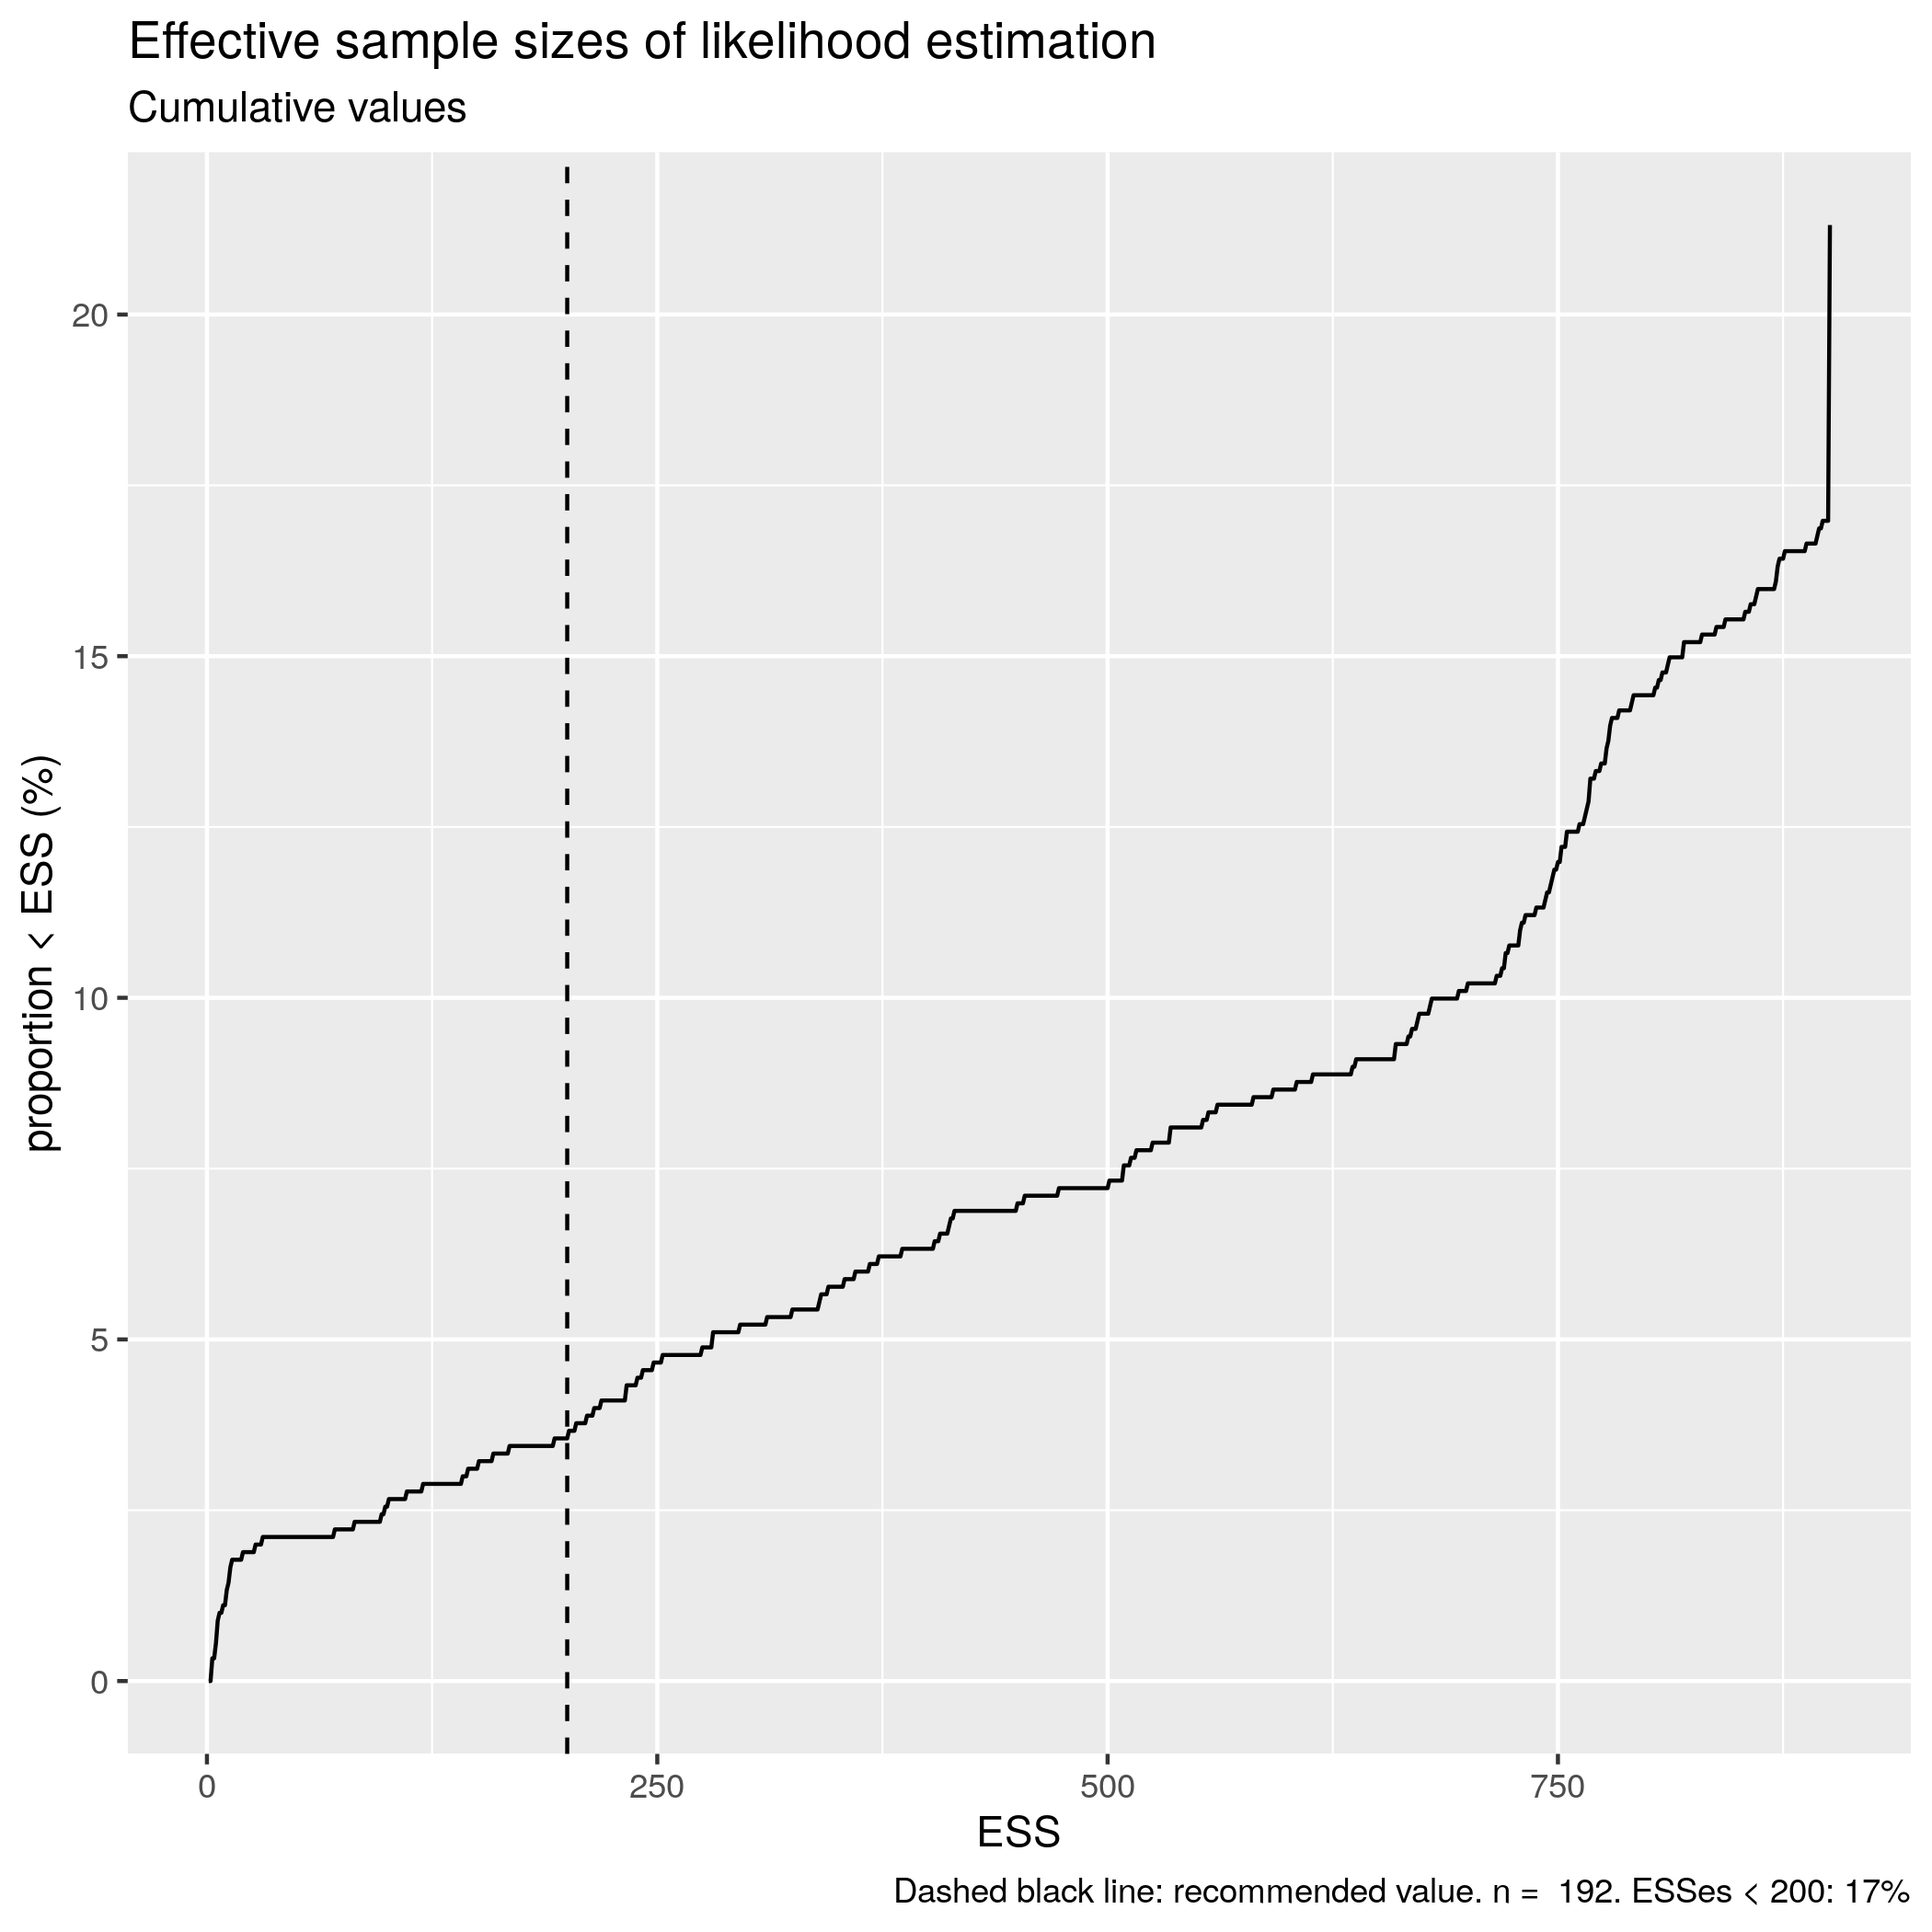 Effective sample sizes of likelihood estimation
Cumulative values
proportion < ESS (%)
20
15
10
5
0
0 250 500 750
ESS
Dashed black line: recommended value. n =  192. ESSes < 200: 17%